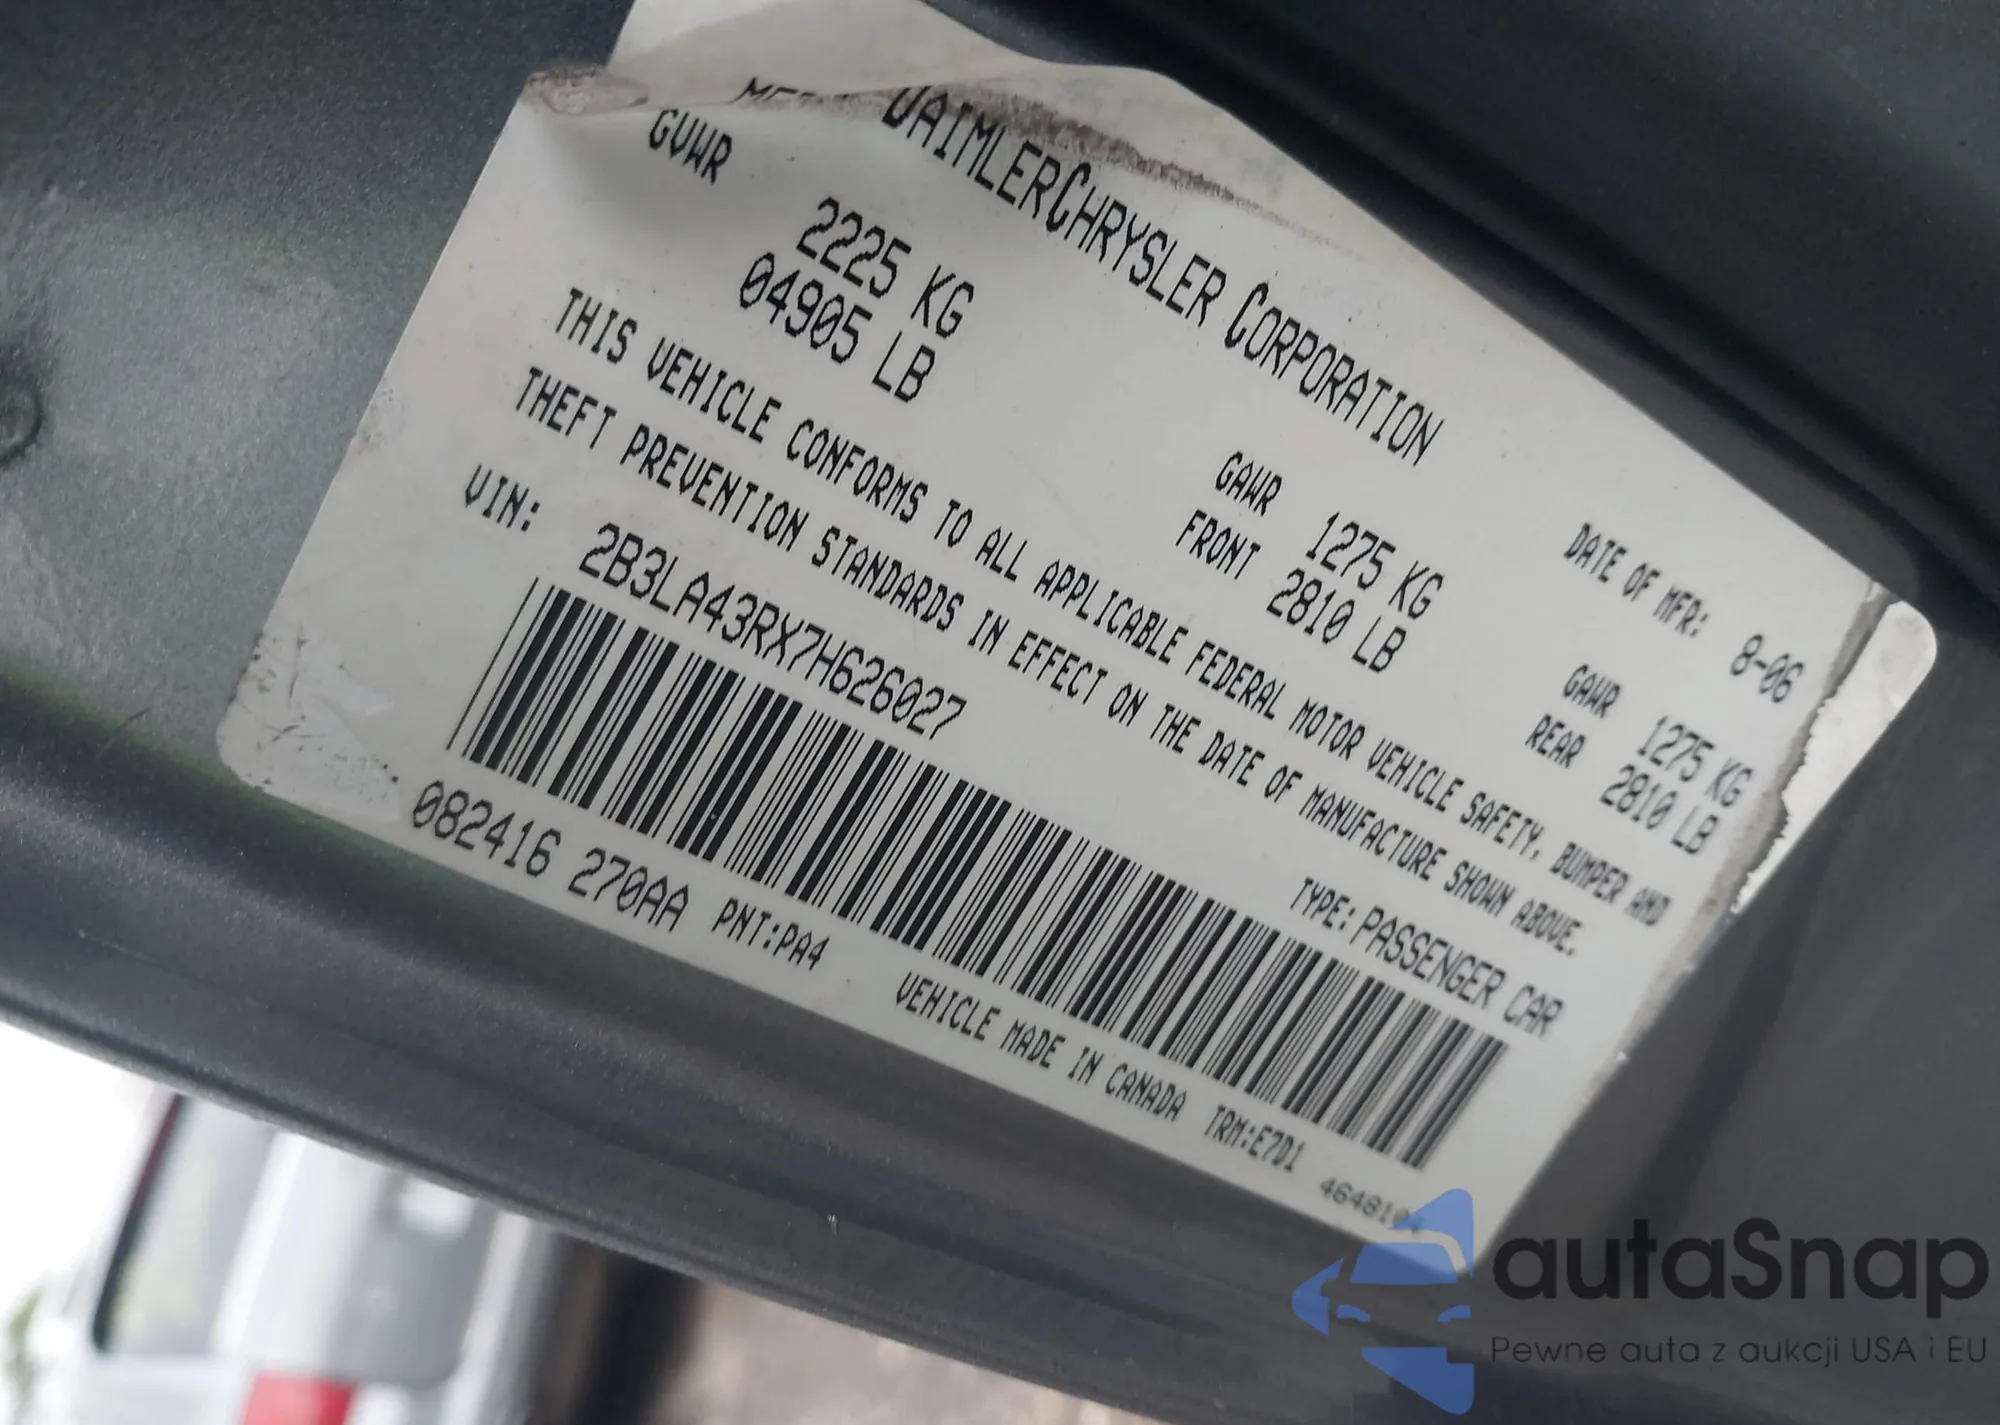 DAIMLERCHRYSLER CORPORATION
DATE OF MFR: 8-06
GVWR
2225 KG
04905 LB
GAWR FRONT
1275 KG
2810 LB
GAWR REAR
1275 KG
2810 LB
THIS VEHICLE CONFORMS TO ALL APPLICABLE FEDERAL MOTOR VEHICLE SAFETY, BUMPER AND
THEFT PREVENTION STANDARDS IN EFFECT ON THE DATE OF MANUFACTURE SHOWN ABOVE.
VIN: 2B3LA43RX7H626027
TYPE: PASSENGER CAR
082416 270AA PNT:PA4 VEHICLE MADE IN CANADA TRM:E7D1
autaSnap
Pewne auta z aukcji USA i EU